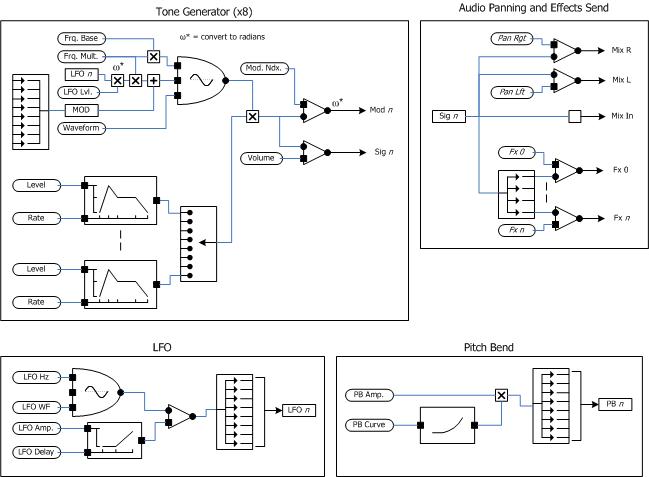 Tone Generator (x8)
Frq. Base
Frq. Mult.
ω*
ω* = convert to radians
LFO n
LFO Lvl.
MOD
Waveform
Mod. Ndx.
ω*
Mod n
Volume
Sig n
Level
Rate
Level
Rate
Audio Panning and Effects Send
Pan Rgt
Mix R
Mix L
Pan Lft
Sig n
Mix In
Fx 0
Fx 0
Fx n
Fx n
LFO
LFO Hz
LFO WF
LFO Amp.
LFO Delay
LFO n
Pitch Bend
PB Amp.
PB Curve
PB n